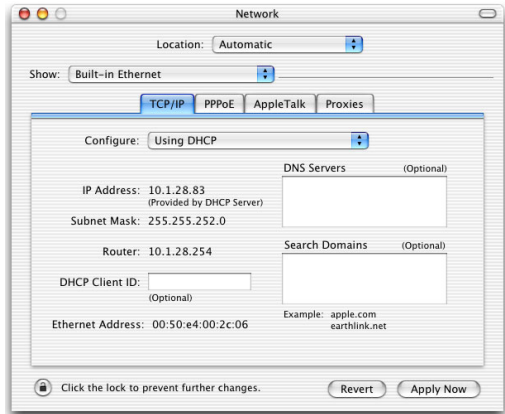 Network
Location: Automatic
Show: Built-in Ethernet
TCP/IP PPPoE AppleTalk Proxies
Configure: Using DHCP
DNS Servers (Optional)
IP Address: 10.1.28.83
(Provided by DHCP Server)
Subnet Mask: 255.255.252.0
Router: 10.1.28.254
Search Domains (Optional)
DHCP Client ID:
(Optional)
Example: apple.com
earthlink.net
Ethernet Address: 00:50:e4:00:2c:06
Click the lock to prevent further changes.
Revert Apply Now